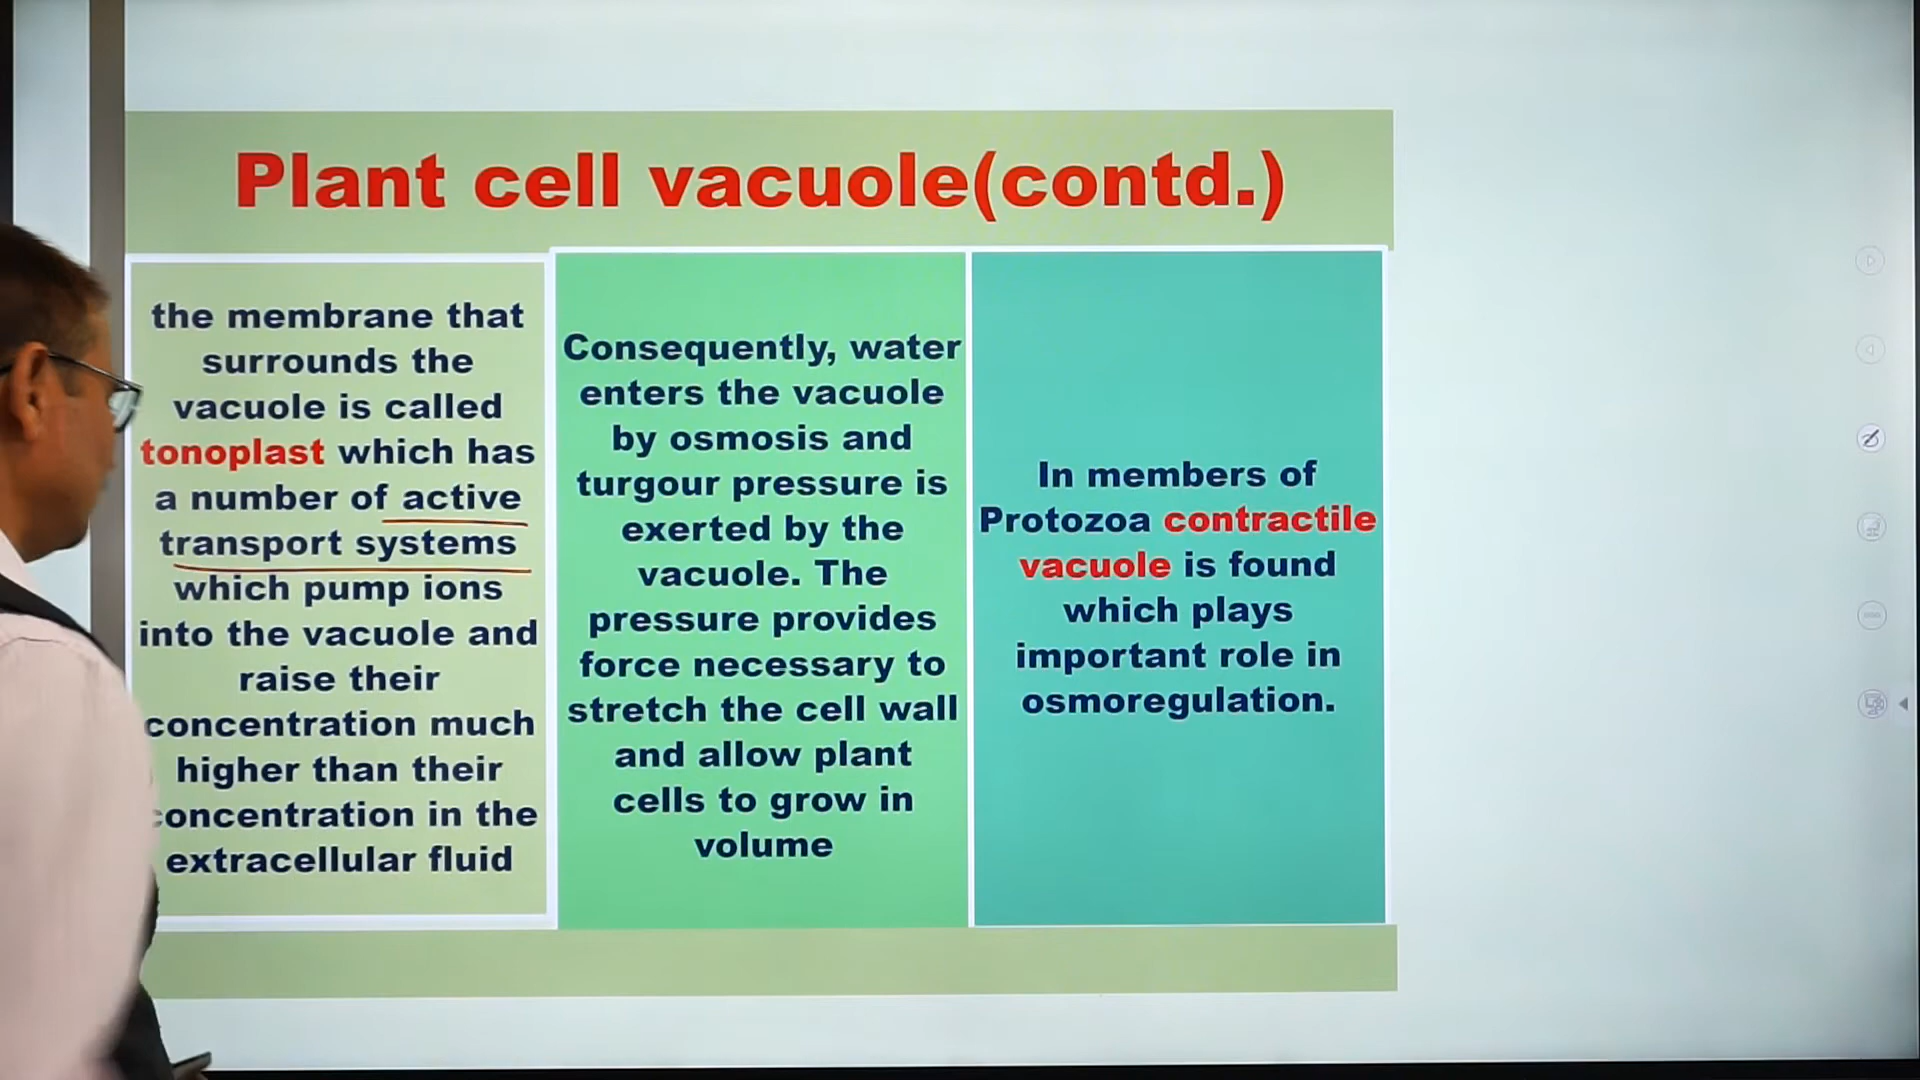 Plant cell vacuole(contd.)
the membrane that
surrounds the
vacuole is called
tonoplast which has
a number of active
transport systems
which pump ions
into the vacuole and
raise their
concentration much
higher than their
concentration in the
extracellular fluid
Consequently, water
enters the vacuole
by osmosis and
turgour pressure is
exerted by the
vacuole. The
pressure provides
force necessary to
stretch the cell wall
and allow plant
cells to grow in
volume
In members of
Protozoa contractile
vacuole is found
which plays
important role in
osmoregulation.